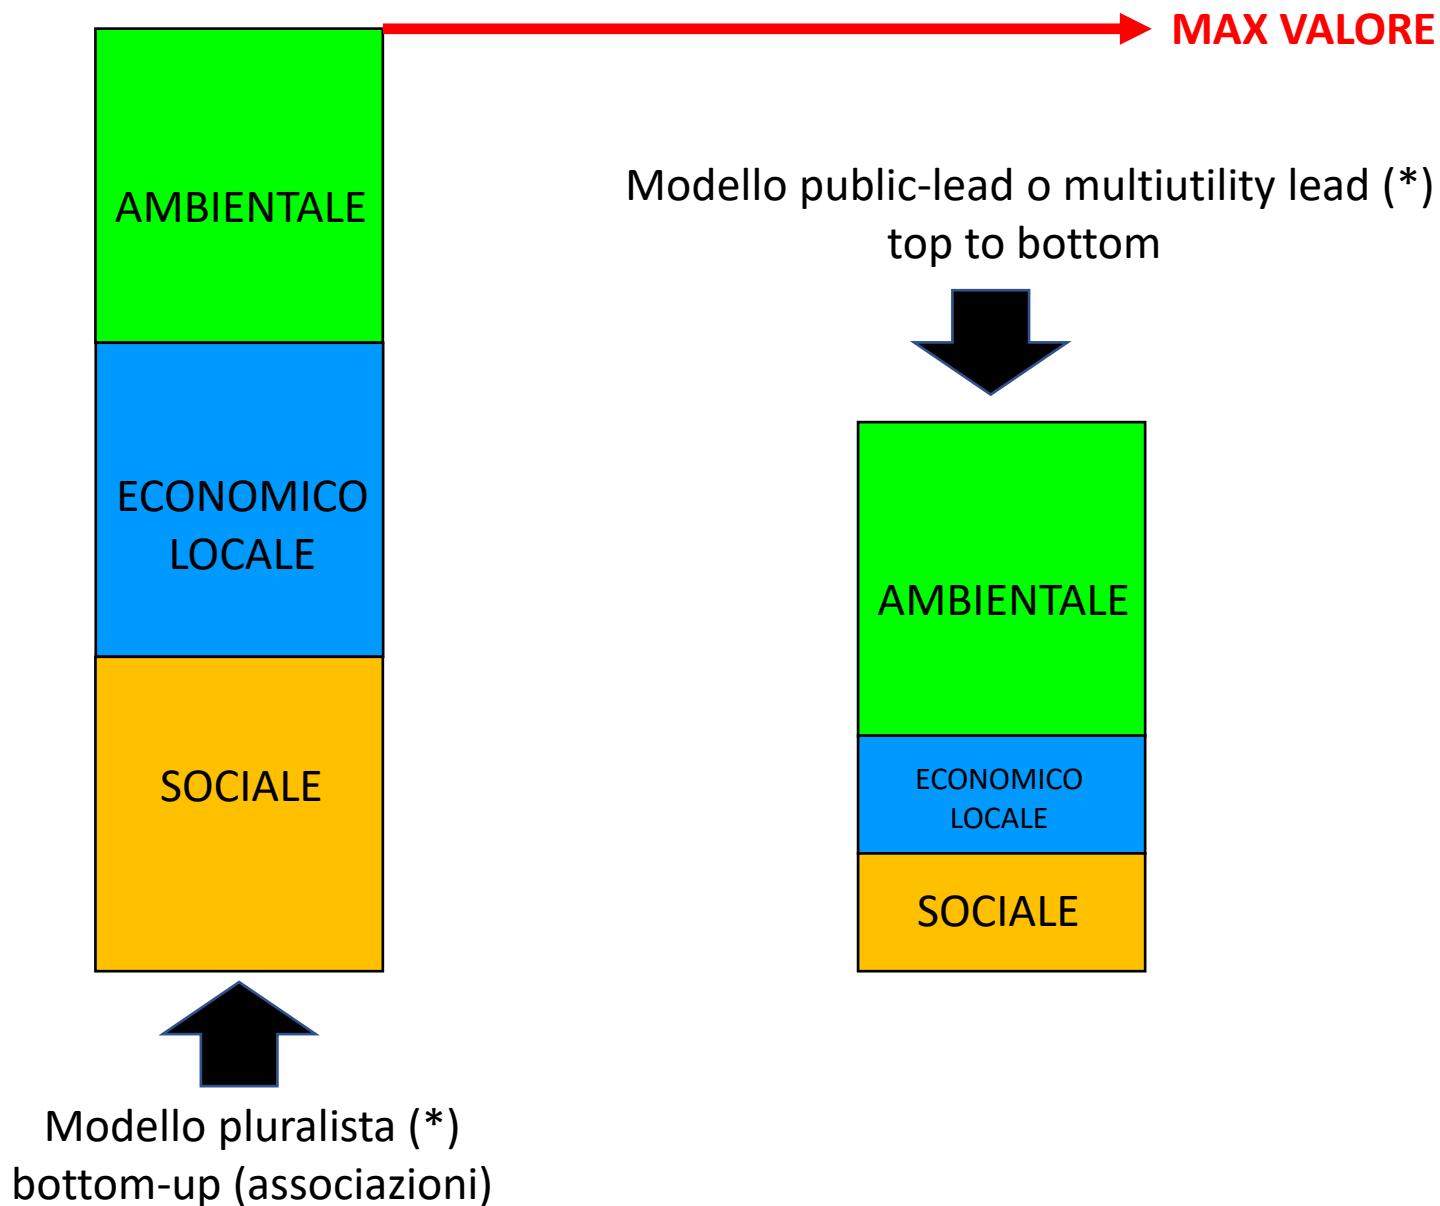 MAX VALORE
AMBIENTALE
ECONOMICO
LOCALE
SOCIALE
Modello pluralista (*)
bottom-up (associazioni)
Modello public-lead o multiutility lead (*)
top to bottom
AMBIENTALE
ECONOMICO
LOCALE
SOCIALE